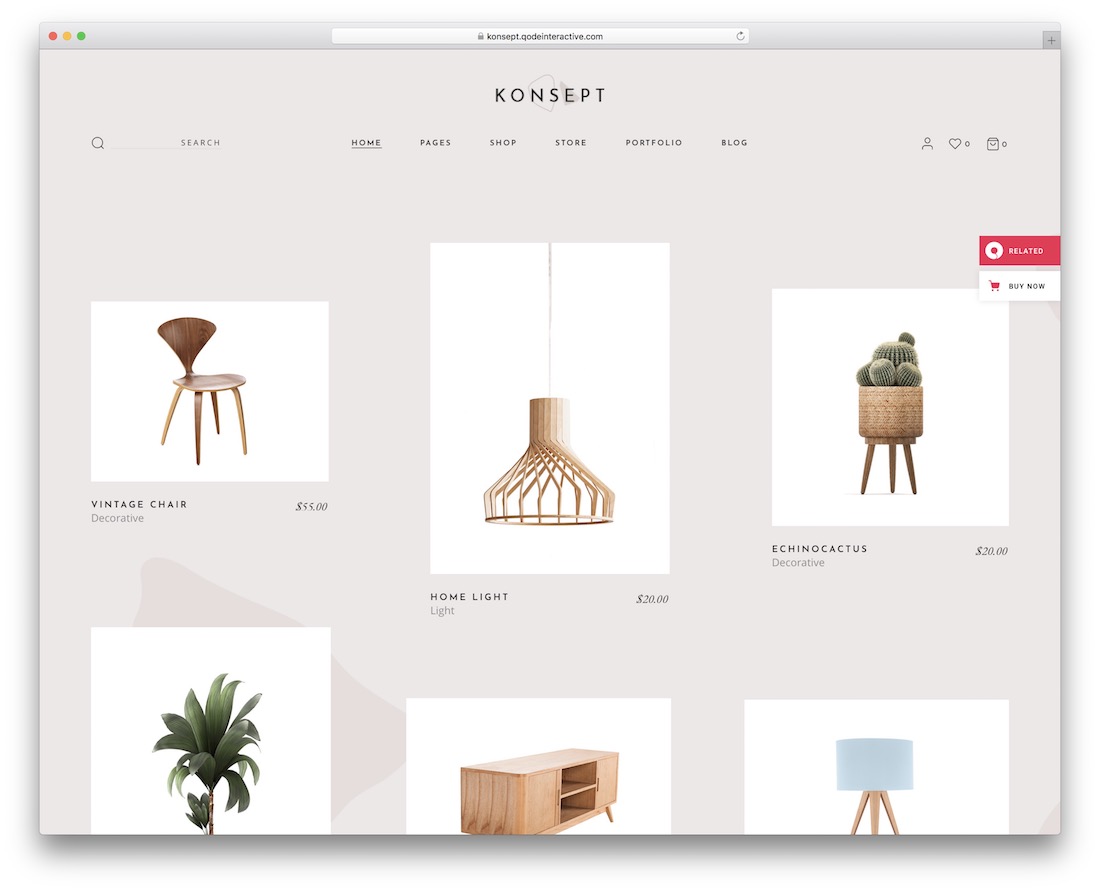 konsept.qodeinteractive.com
KONSEPT
SEARCH
HOME PAGES SHOP STORE PORTFOLIO BLOG
0 0
RELATED
BUY NOW
VINTAGE CHAIR $55.00
Decorative
ECHINOCACTUS $20.00
Decorative
HOME LIGHT $20.00
Light